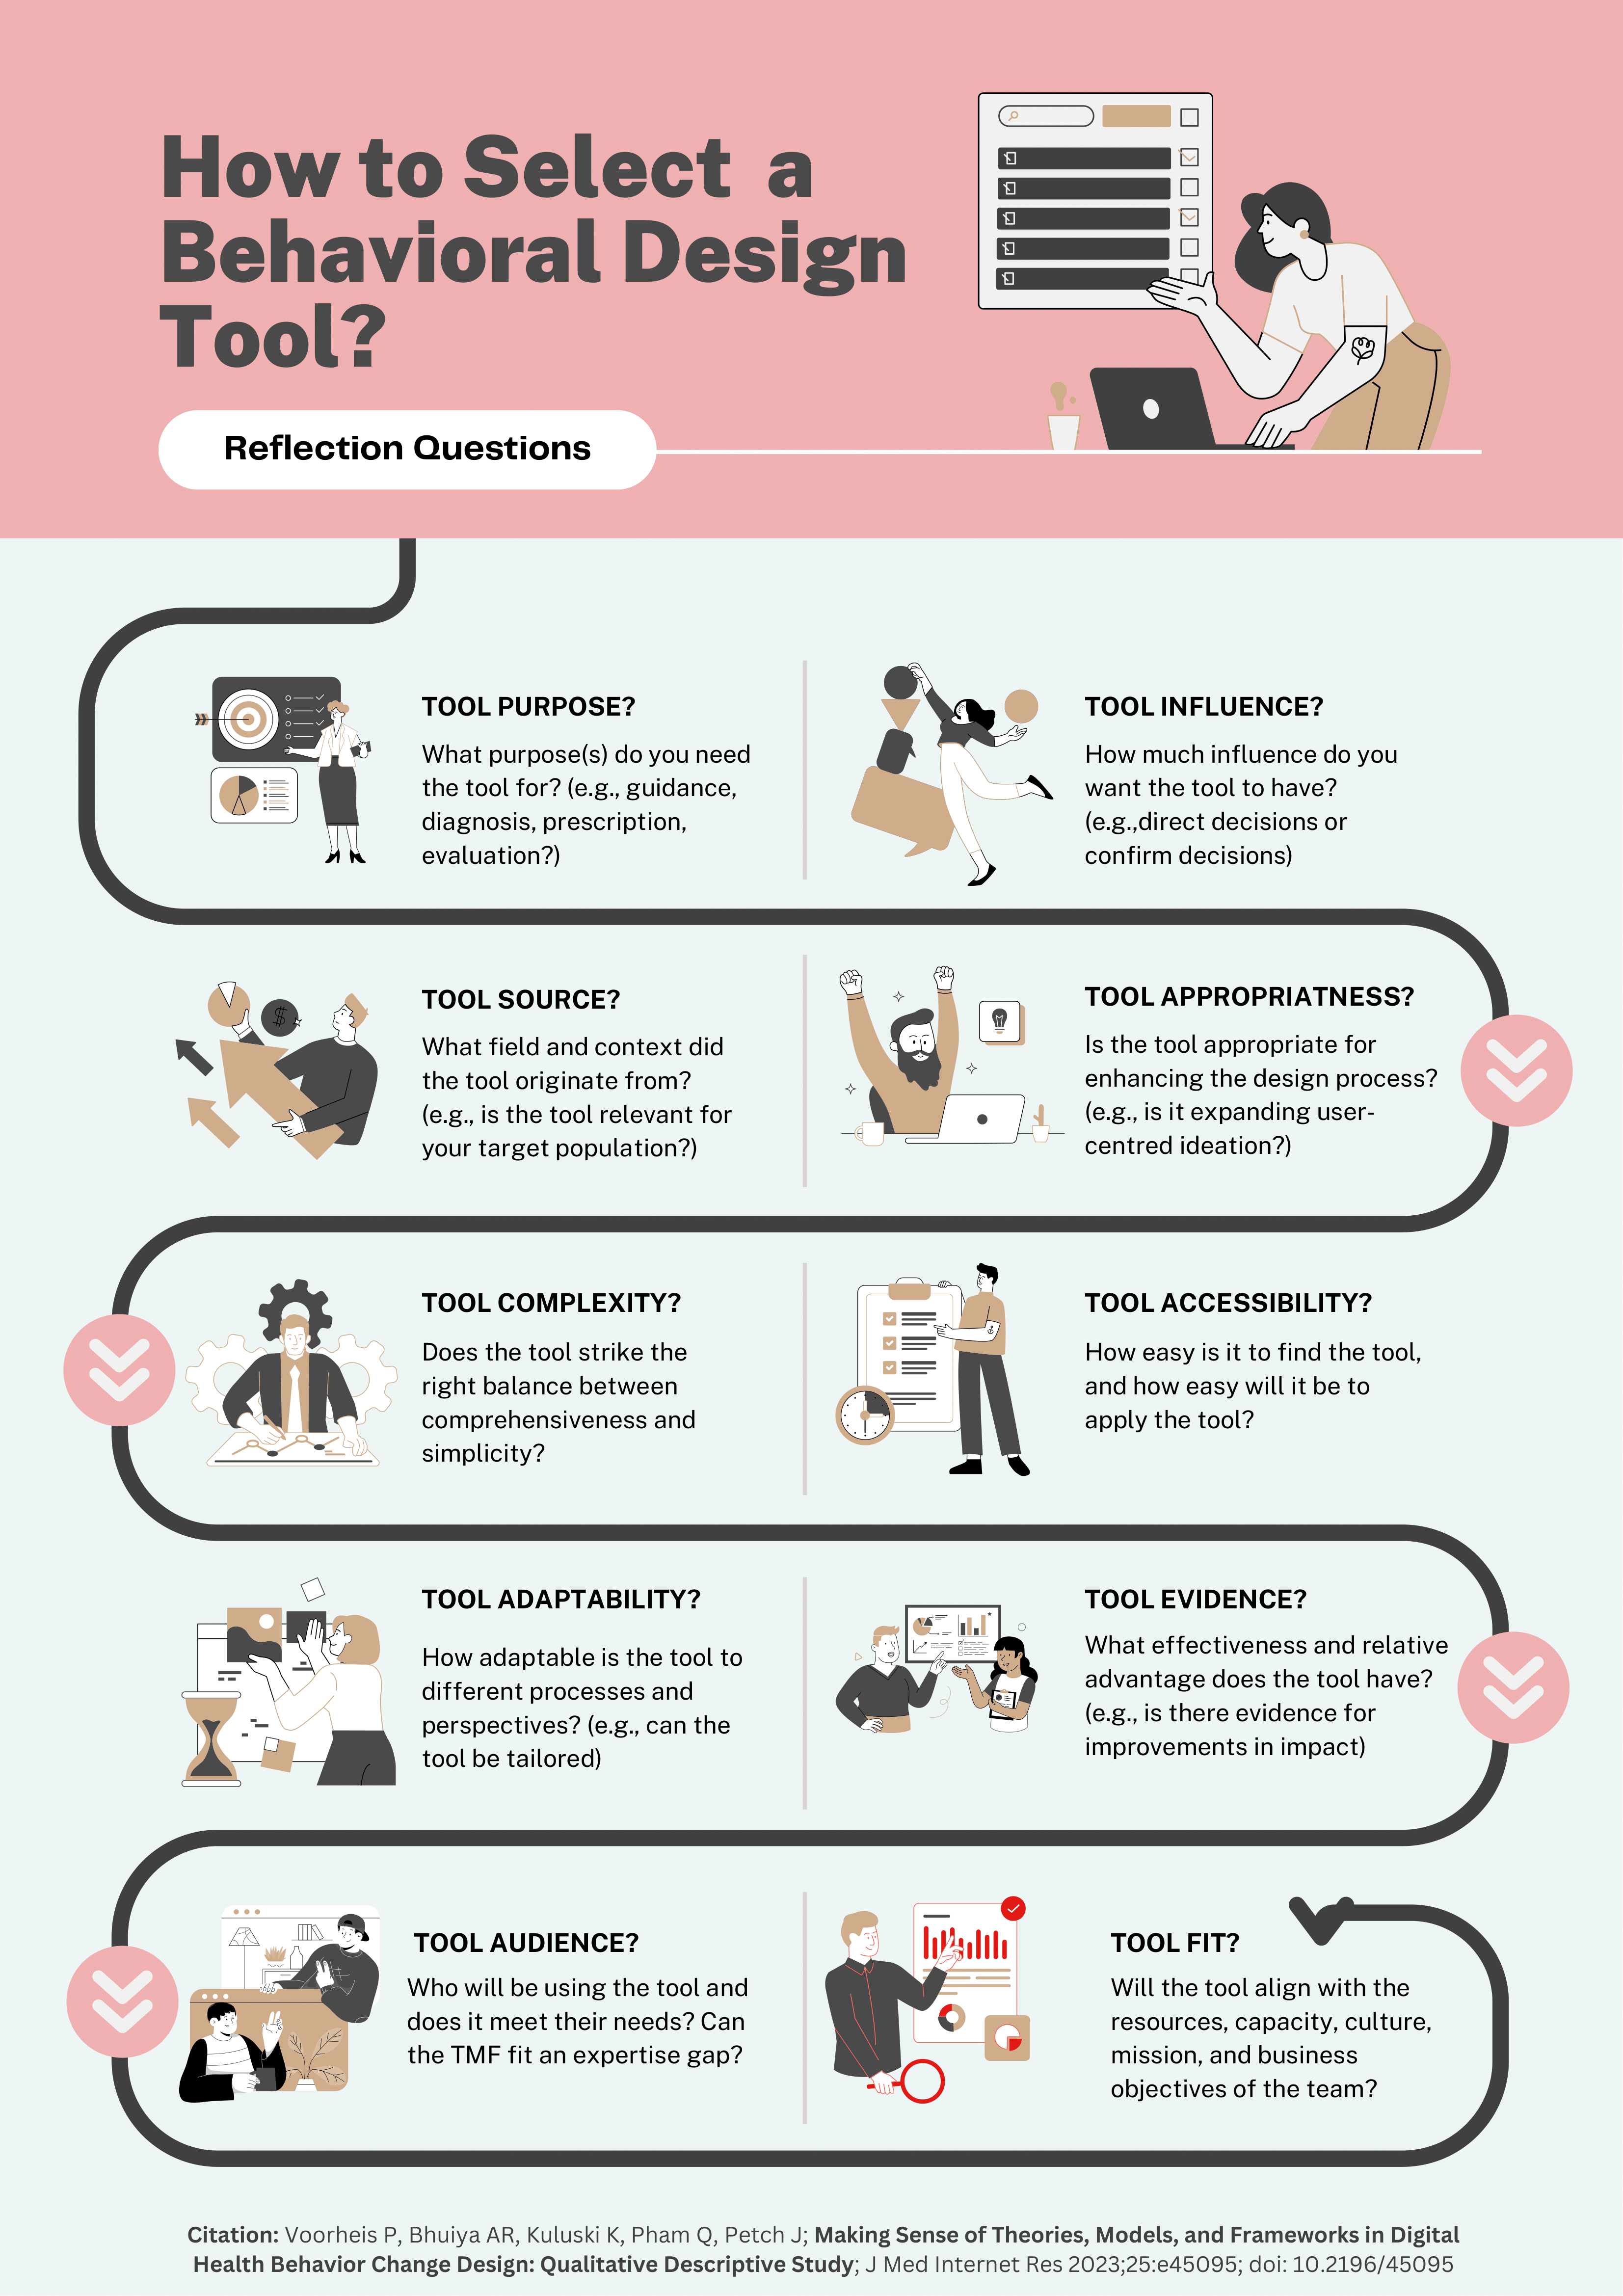 How to Select a
Behavioral Design
Tool?
Reflection Questions
TOOL PURPOSE?
What purpose(s) do you need
the tool for? (e.g., guidance,
diagnosis, prescription,
evaluation?)
TOOL INFLUENCE?
How much influence do you
want the tool to have?
(e.g.,direct decisions or
confirm decisions)
TOOL SOURCE?
What field and context did
the tool originate from?
(e.g., is the tool relevant for
your target population?)
TOOL APPROPRIATNESS?
Is the tool appropriate for
enhancing the design process?
(e.g., is it expanding user-
centred ideation?)
TOOL COMPLEXITY?
Does the tool strike the
right balance between
comprehensiveness and
simplicity?
TOOL ACCESSIBILITY?
How easy is it to find the tool,
and how easy will it be to
apply the tool?
TOOL ADAPTABILITY?
How adaptable is the tool to
different processes and
perspectives? (e.g., can the
tool be tailored)
TOOL EVIDENCE?
What effectiveness and relative
advantage does the tool have?
(e.g., is there evidence for
improvements in impact)
TOOL AUDIENCE?
Who will be using the tool and
does it meet their needs? Can
the TMF fit an expertise gap?
TOOL FIT?
Will the tool align with the
resources, capacity, culture,
mission, and business
objectives of the team?
Citation: Voorheis P, Bhuiya AR, Kuluski K, Pham Q, Petch J; Making Sense of Theories, Models, and Frameworks in Digital
Health Behavior Change Design: Qualitative Descriptive Study; J Med Internet Res 2023;25:e45095; doi: 10.2196/45095